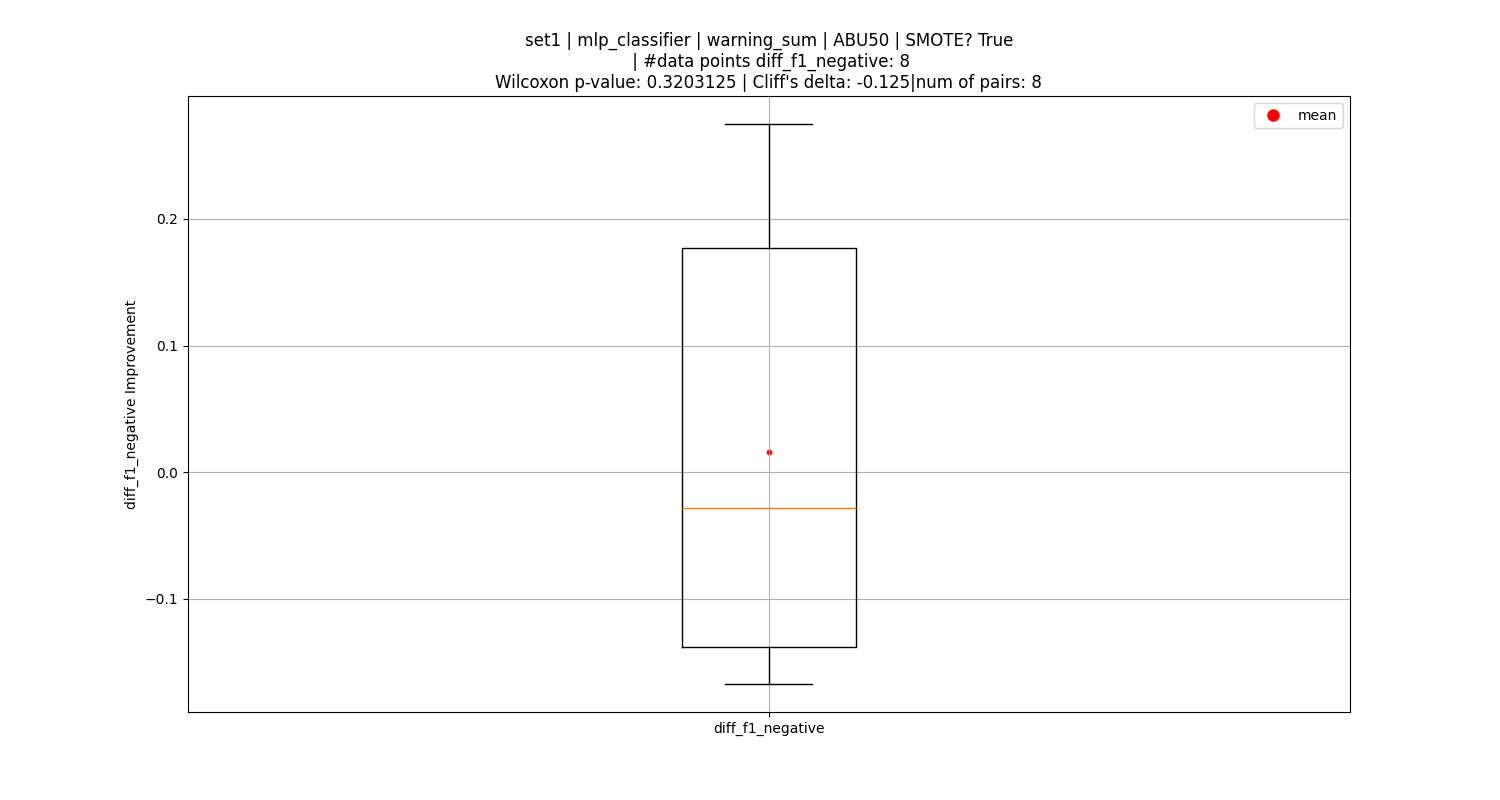 set1 | mlp_classifier | warning_sum | ABU50 | SMOTE? True
| #data points diff_f1_negative: 8
Wilcoxon p-value: 0.3203125 | Cliff's delta: -0.125|num of pairs: 8
mean
0.2
0.1
0.0
−0.1
diff_f1_negative Improvement
diff_f1_negative